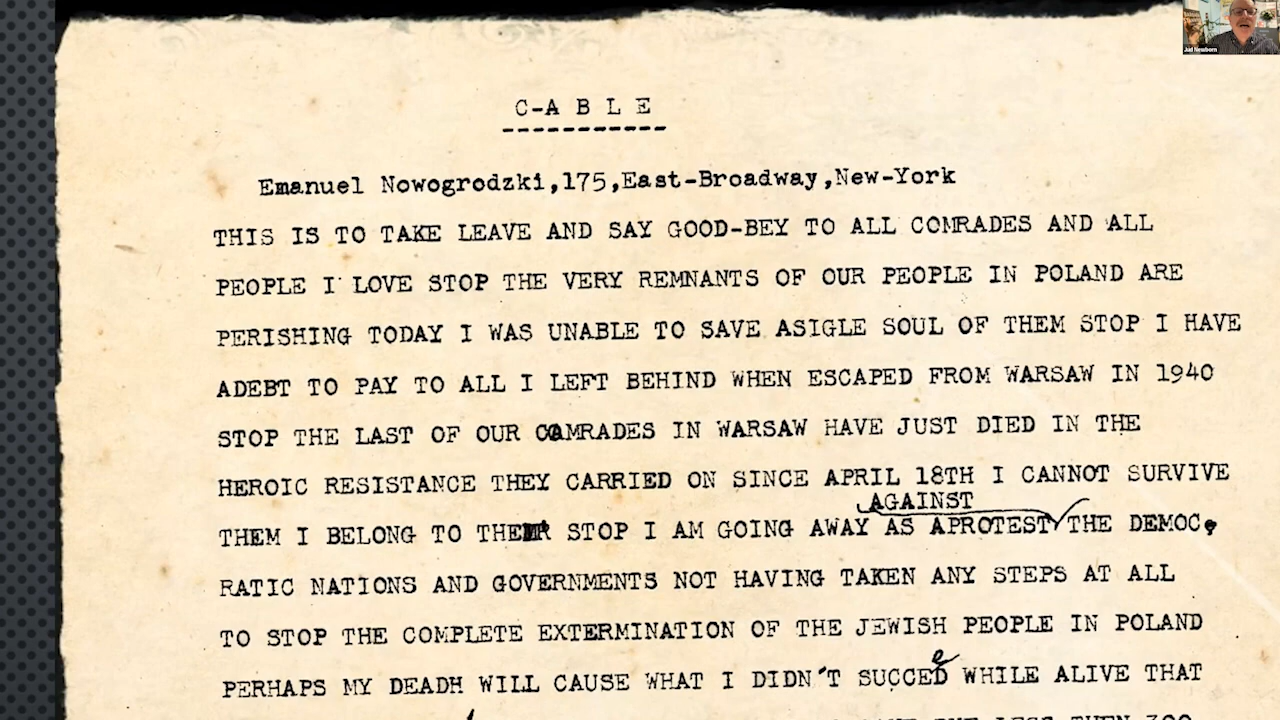 Jud Newborn
C-A B L E
Emanuel Nowogrodzki,175,East-Broadway,New-York
THIS IS TO TAKE LEAVE AND SAY GOOD-BEY TO ALL COMRADES AND ALL
PEOPLE I LOVE STOP THE VERY REMNANTS OF OUR PEOPLE IN POLAND ARE
PERISHING TODAY I WAS UNABLE TO SAVE ASIGLE SOUL OF THEM STOP I HAVE
ADEBT TO PAY TO ALL I LEFT BEHIND WHEN ESCAPED FROM WARSAW IN 1940
STOP THE LAST OF OUR COMRADES IN WARSAW HAVE JUST DIED IN THE
HEROIC RESISTANCE THEY CARRIED ON SINCE APRIL 18TH I CANNOT SURVIVE
AGAINST
THEM I BELONG TO THEM STOP I AM GOING AWAY AS APROTEST THE DEMOC
RATIC NATIONS AND GOVERNMENTS NOT HAVING TAKEN ANY STEPS AT ALL
TO STOP THE COMPLETE EXTERMINATION OF THE JEWISH PEOPLE IN POLAND
e
PERHAPS MY DEADH WILL CAUSE WHAT I DIDN'T SUCCED WHILE ALIVE THAT
LESS THEN 300